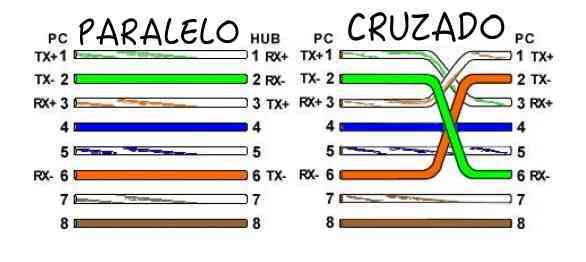 PARALELO CRUZADO
PC HUB PC PC
TX+ 1 1 RX+ TX+ 1 1 TX+
TX- 2 2 RX- TX- 2 2 TX-
RX+ 3 3 TX+ RX+ 3 3 RX+
4 4 4 4
5 5 5 5
RX- 6 6 TX- RX- 6 6 RX-
7 7 7 7
8 8 8 8